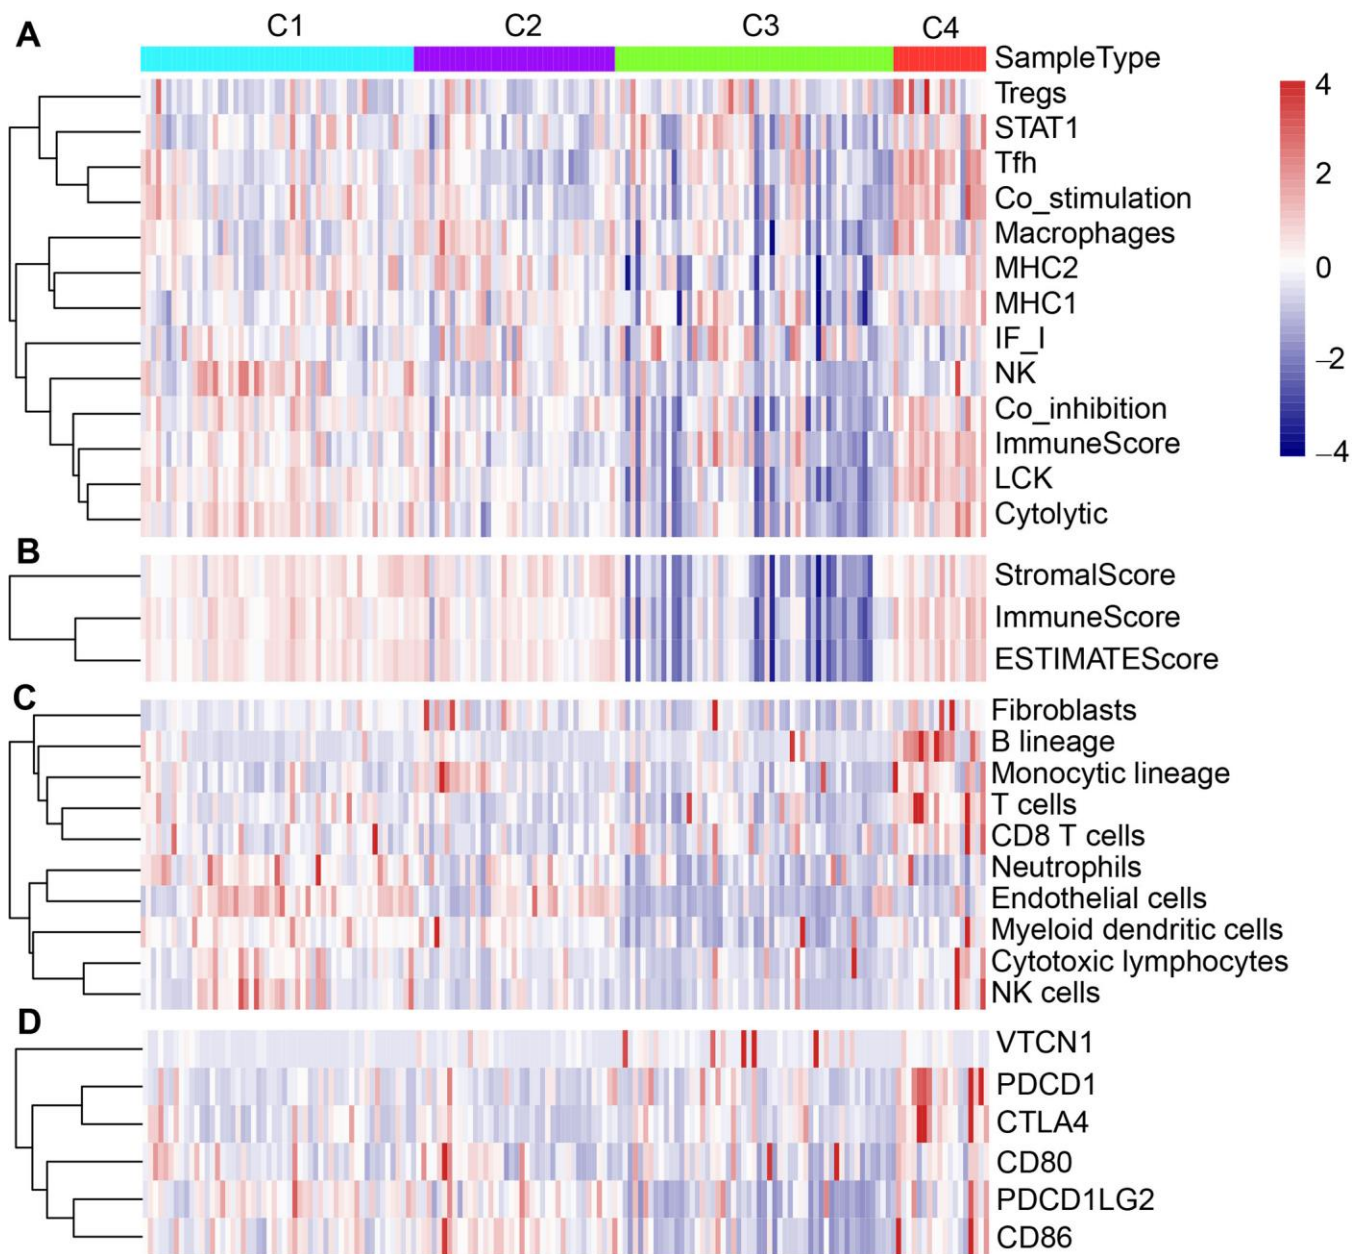 A
C1 C2 C3 C4
SampleType
Tregs
STAT1
Tfh
Co_stimulation
Macrophages
MHC2
MHC1
IF_I
NK
Co_inhibition
ImmuneScore
LCK
Cytolytic
4
2
0
−2
−4
B
StromalScore
ImmuneScore
ESTIMATEScore
C
Fibroblasts
B lineage
Monocytic lineage
T cells
CD8 T cells
Neutrophils
Endothelial cells
Myeloid dendritic cells
Cytotoxic lymphocytes
NK cells
D
VTCN1
PDCD1
CTLA4
CD80
PDCD1LG2
CD86